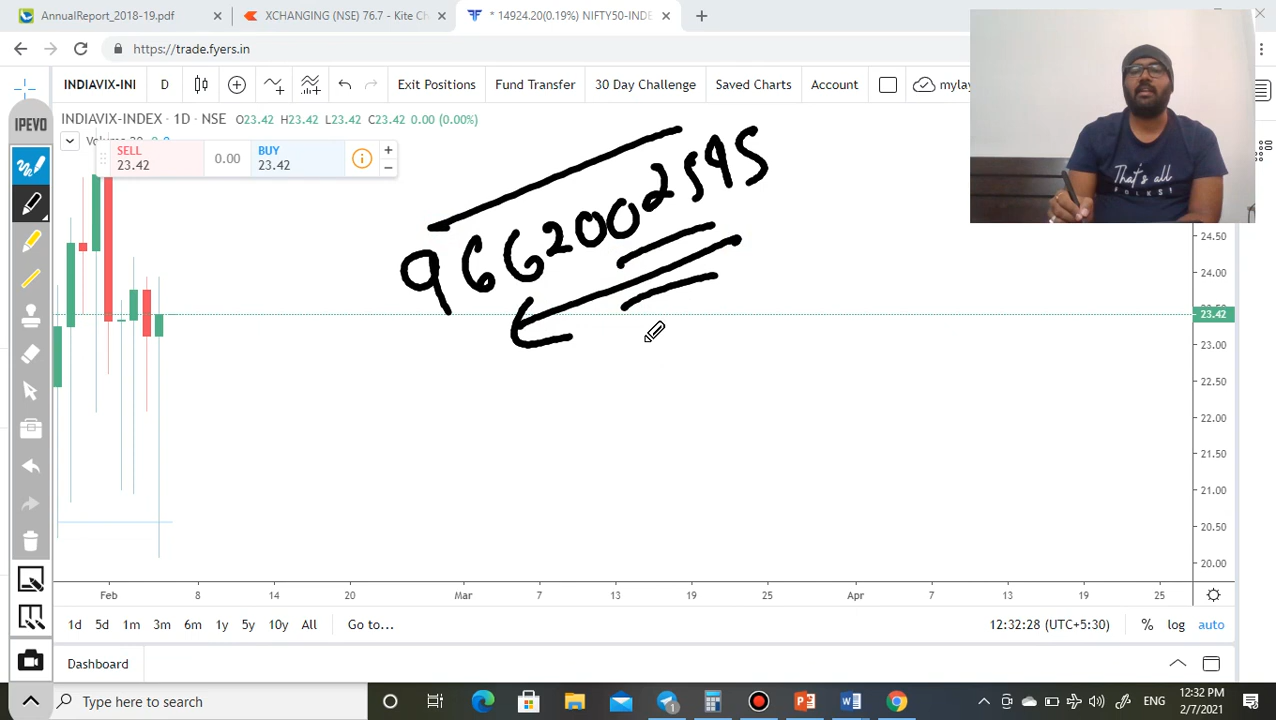 AnnualReport_2018-19.pdf
XCHANGING (NSE) 76.7 - Kite Ch
* 14924.20(0.19%) NIFTY50-INDE
https://trade.fyers.in
INDIAVIX-INI D Exit Positions Fund Transfer 30 Day Challenge Saved Charts Account mylay
IPEVO
INDIAVIX-INDEX · 1D · NSE O23.42 H23.42 L23.42 C23.42 0.00 (0.00%)
SELL
23.42
0.00
BUY
23.42
That's all
FOLKS!
24.50
24.00
23.42
23.00
22.50
22.00
21.50
21.00
20.50
20.00
Feb 8 14 20 Mar 7 13 19 25 Apr 7 13 19 25
1d 5d 1m 3m 6m 1y 5y 10y All Go to... 12:32:28 (UTC+5:30) % log auto
Dashboard
Type here to search
ENG
12:32 PM
2/7/2021